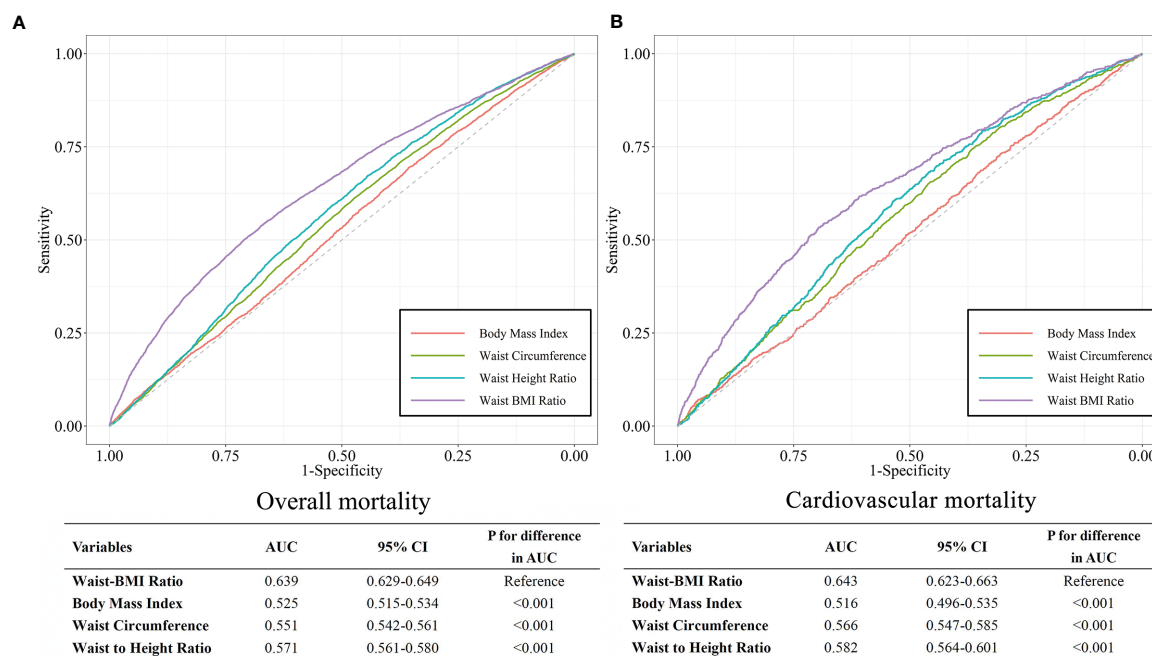 A
1.00
0.75
0.50
0.25
0.00
Sensitivity
Body Mass Index
Waist Circumference
Waist Height Ratio
Waist BMI Ratio
1.00 0.75 0.50 0.25 0.00
1-Specificity
Overall mortality
Variables AUC 95% CI P for difference in AUC
Waist-BMI Ratio 0.639 0.629-0.649 Reference
Body Mass Index 0.525 0.515-0.534 <0.001
Waist Circumference 0.551 0.542-0.561 <0.001
Waist to Height Ratio 0.571 0.561-0.580 <0.001
B
1.00
0.75
0.50
0.25
0.00
Sensitivity
Body Mass Index
Waist Circumference
Waist Height Ratio
Waist BMI Ratio
1.00 0.75 0.50 0.25 0.00
1-Specificity
Cardiovascular mortality
Variables AUC 95% CI P for difference in AUC
Waist-BMI Ratio 0.643 0.623-0.663 Reference
Body Mass Index 0.516 0.496-0.535 <0.001
Waist Circumference 0.566 0.547-0.585 <0.001
Waist to Height Ratio 0.582 0.564-0.601 <0.001